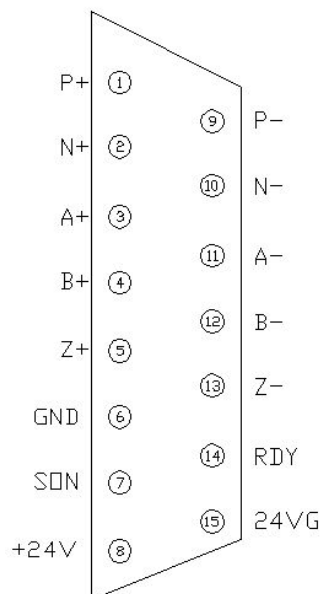 P+ 1
9 P-
N+ 2
10 N-
A+ 3
11 A-
B+ 4
12 B-
Z+ 5
13 Z-
GND 6
14 RDY
SON 7
15 24VG
+24V 8